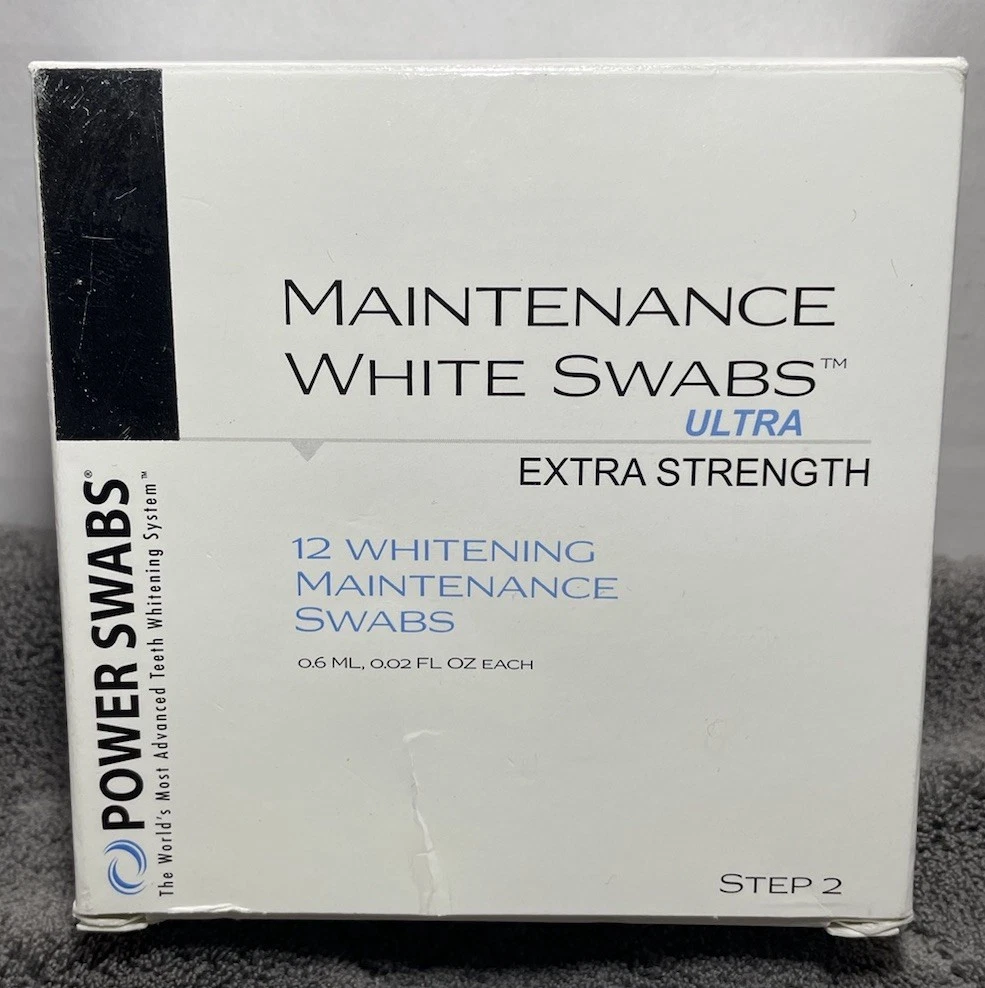 MAINTENANCE
WHITE SWABS™
ULTRA
EXTRA STRENGTH
12 WHITENING
MAINTENANCE
SWABS
0.6 ML, 0.02 FL OZ EACH
STEP 2
POWER SWABS®
The World's Most Advanced Teeth Whitening System™